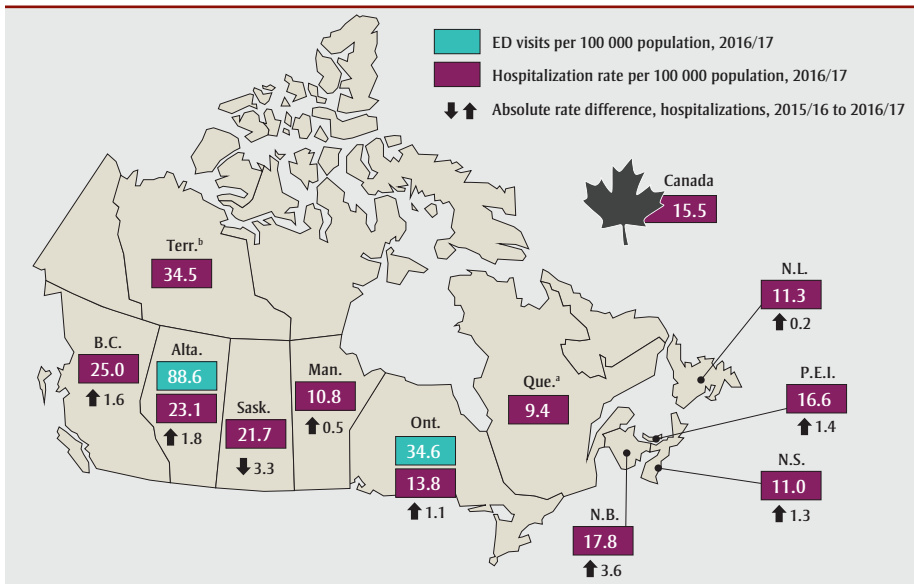 ED visits per 100 000 population, 2016/17
Hospitalization rate per 100 000 population, 2016/17
Absolute rate difference, hospitalizations, 2015/16 to 2016/17
Canada
15.5
Terr.ᵇ
34.5
B.C.
25.0
1.6
Alta.
88.6
23.1
1.8
Sask.
21.7
3.3
Man.
10.8
0.5
Ont.
34.6
13.8
1.1
Que.ᵃ
9.4
N.L.
11.3
0.2
P.E.I.
16.6
1.4
N.S.
11.0
1.3
N.B.
17.8
3.6